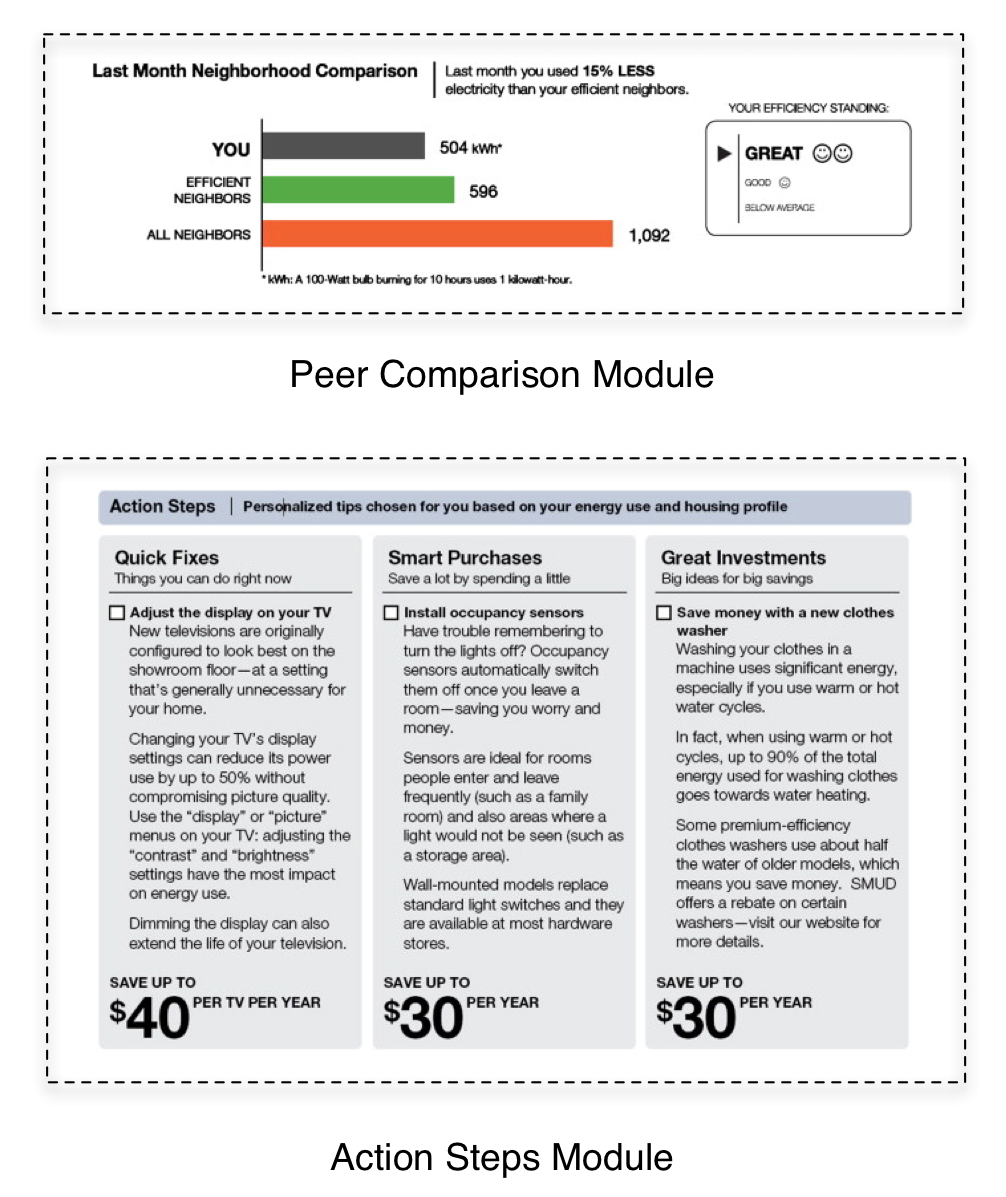 Last Month Neighborhood Comparison
Last month you used 15% LESS
electricity than your efficient neighbors.
YOUR EFFICIENCY STANDING:
GREAT
GOOD
BELOW AVERAGE
YOU
504 kWh*
EFFICIENT
NEIGHBORS
596
ALL NEIGHBORS
1,092
* kWh: A 100-Watt bulb burning for 10 hours uses 1 kilowatt-hour.
Peer Comparison Module
Action Steps
Personalized tips chosen for you based on your energy use and housing profile
Quick Fixes
Things you can do right now
Adjust the display on your TV
New televisions are originally
configured to look best on the
showroom floor—at a setting
that's generally unnecessary for
your home.
Changing your TV's display
settings can reduce its power
use by up to 50% without
compromising picture quality.
Use the “display” or “picture”
menus on your TV: adjusting the
“contrast” and “brightness”
settings have the most impact
on energy use.
Dimming the display can also
extend the life of your television.
SAVE UP TO
$40 PER TV PER YEAR
Smart Purchases
Save a lot by spending a little
Install occupancy sensors
Have trouble remembering to
turn the lights off? Occupancy
sensors automatically switch
them off once you leave a
room—saving you worry and
money.
Sensors are ideal for rooms
people enter and leave
frequently (such as a family
room) and also areas where a
light would not be seen (such as
a storage area).
Wall-mounted models replace
standard light switches and they
are available at most hardware
stores.
SAVE UP TO
$30 PER YEAR
Great Investments
Big ideas for big savings
Save money with a new clothes
washer
Washing your clothes in a
machine uses significant energy,
especially if you use warm or hot
water cycles.
In fact, when using warm or hot
cycles, up to 90% of the total
energy used for washing clothes
goes towards water heating.
Some premium-efficiency
clothes washers use about half
the water of older models, which
means you save money. SMUD
offers a rebate on certain
washers—visit our website for
more details.
SAVE UP TO
$30 PER YEAR
Action Steps Module